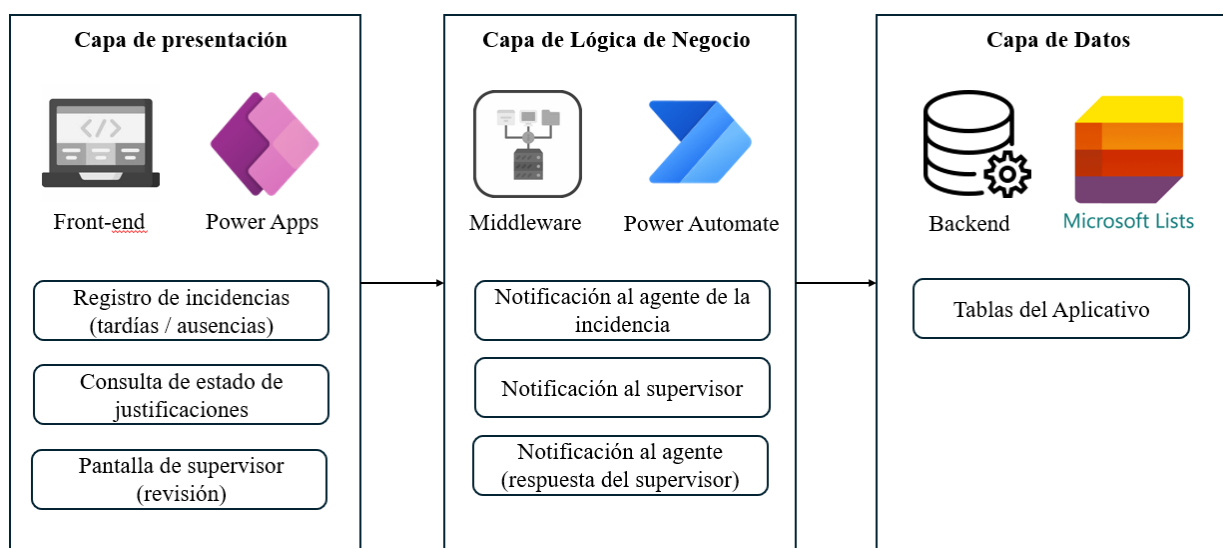 Capa de presentación
Front-end
Power Apps
Registro de incidencias
(tardías / ausencias)
Consulta de estado de
justificaciones
Pantalla de supervisor
(revisión)
Capa de Lógica de Negocio
Middleware
Power Automate
Notificación al agente de la
incidencia
Notificación al supervisor
Notificación al agente
(respuesta del supervisor)
Capa de Datos
Backend
Microsoft Lists
Tablas del Aplicativo